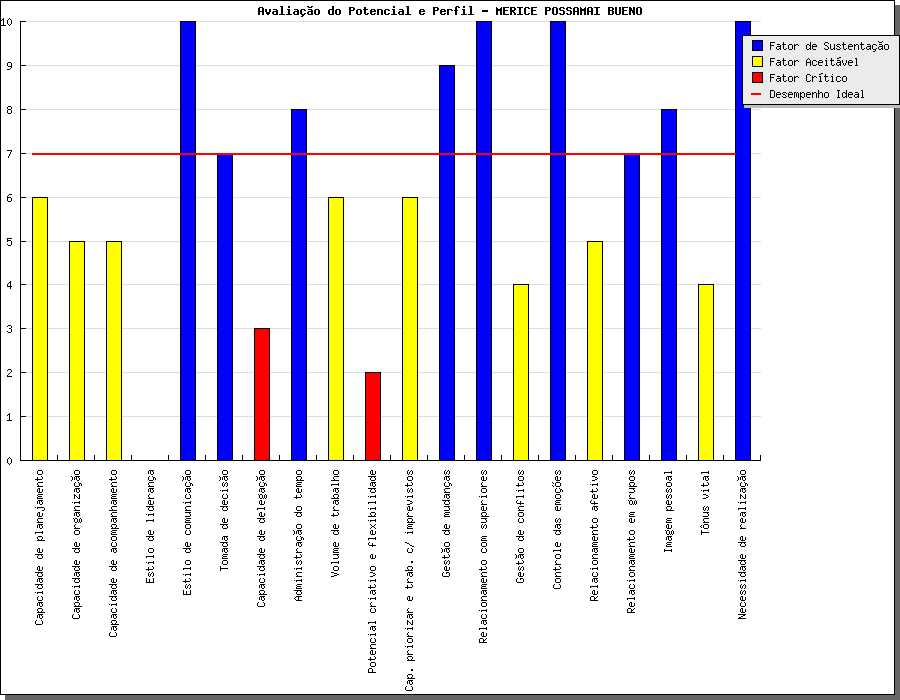 Avaliação do Potencial e Perfil - MERICE POSSAMAI BUENO
Fator de Sustentação
Fator Aceitável
Fator Crítico
Desempenho Ideal
10
9
8
7
6
5
4
3
2
1
0
Capacidade de planejamento
Capacidade de organização
Capacidade de acompanhamento
Estilo de liderança
Estilo de comunicação
Tomada de decisão
Capacidade de delegação
Administração do tempo
Volume de trabalho
Potencial criativo e flexibilidade
Cap. priorizar e trab. c/ imprevistos
Gestão de mudanças
Relacionamento com superiores
Gestão de conflitos
Controle das emoções
Relacionamento afetivo
Relacionamento em grupos
Imagem pessoal
Tônus vital
Necessidade de realização